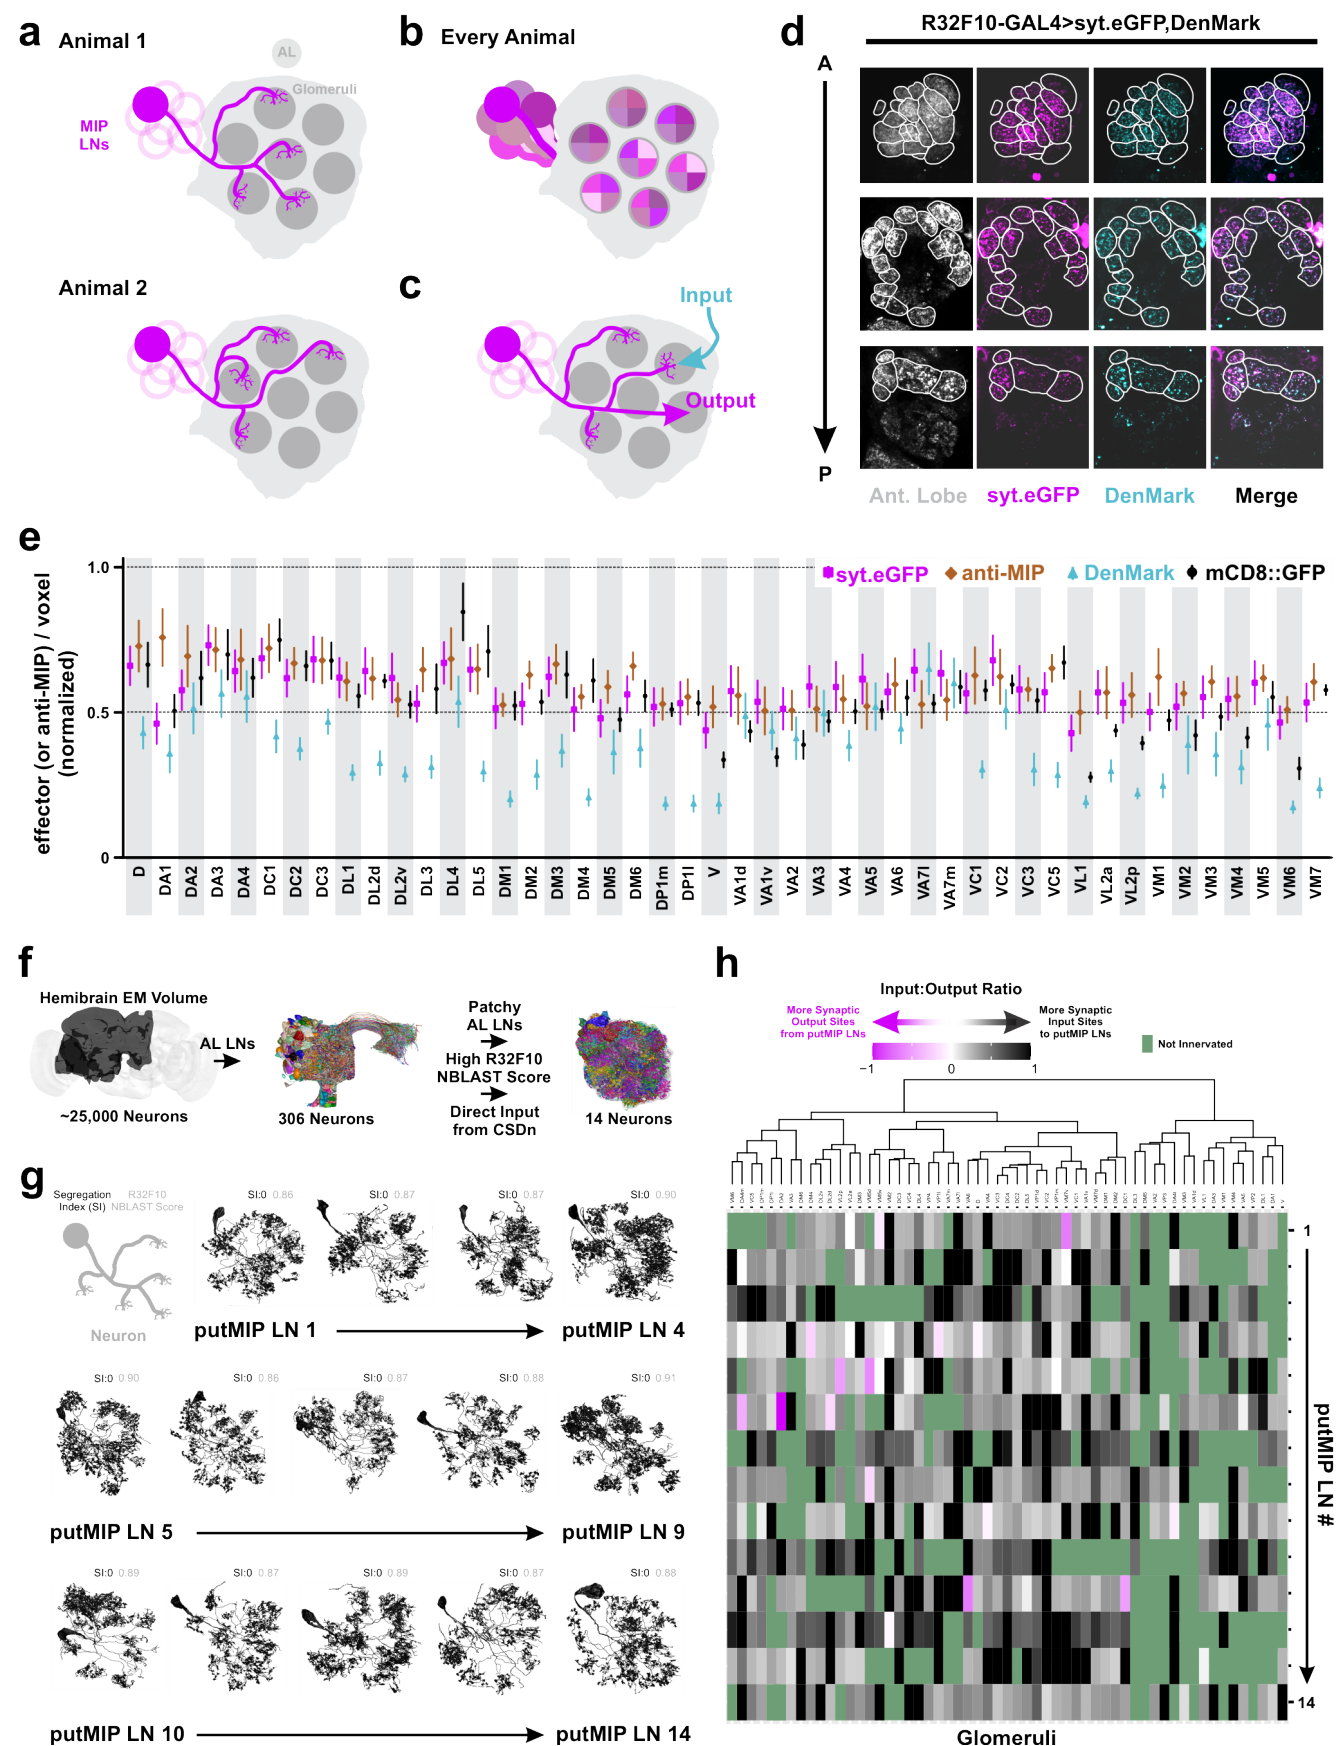 a
Animal 1
AL
Glomeruli
MIP
LNs
Animal 2
b
Every Animal
c
Input
Output
d
R32F10-GAL4>syt.eGFP,DenMark
A
P
Ant. Lobe
syt.eGFP
DenMark
Merge
e
effector (or anti-MIP) / voxel
(normalized)
1.0
0.5
0
syt.eGFP
anti-MIP
DenMark
mCD8::GFP
D DA1 DA2 DA3 DA4 DC1 DC2 DC3 DL1 DL2d DL2v DL3 DL4 DL5 DM1 DM2 DM3 DM4 DM5 DM6 DP1m DP1l V VA1d VA1v VA2 VA3 VA4 VA5 VA6 VA7l VA7m VC1 VC2 VC3 VC5 VL1 VL2a VL2p VM1 VM2 VM3 VM4 VM5 VM6 VM7
f
Hemibrain EM Volume
~25,000 Neurons
AL LNs
306 Neurons
Patchy
AL LNs
High R32F10
NBLAST Score
Direct Input
from CSDn
14 Neurons
g
Segregation
Index (SI)
R32F10
NBLAST Score
Neuron
SI:0 0.86
SI:0 0.87
SI:0 0.87
SI:0 0.90
putMIP LN 1
putMIP LN 4
SI:0 0.90
SI:0 0.86
SI:0 0.87
SI:0 0.88
SI:0 0.91
putMIP LN 5
putMIP LN 9
SI:0 0.89
SI:0 0.87
SI:0 0.89
SI:0 0.87
SI:0 0.88
putMIP LN 10
putMIP LN 14
h
Input:Output Ratio
More Synaptic
Output Sites
from putMIP LNs
More Synaptic
Input Sites
to putMIP LNs
−1
0
1
Not Innervated
1
putMIP LN #
14
Glomeruli